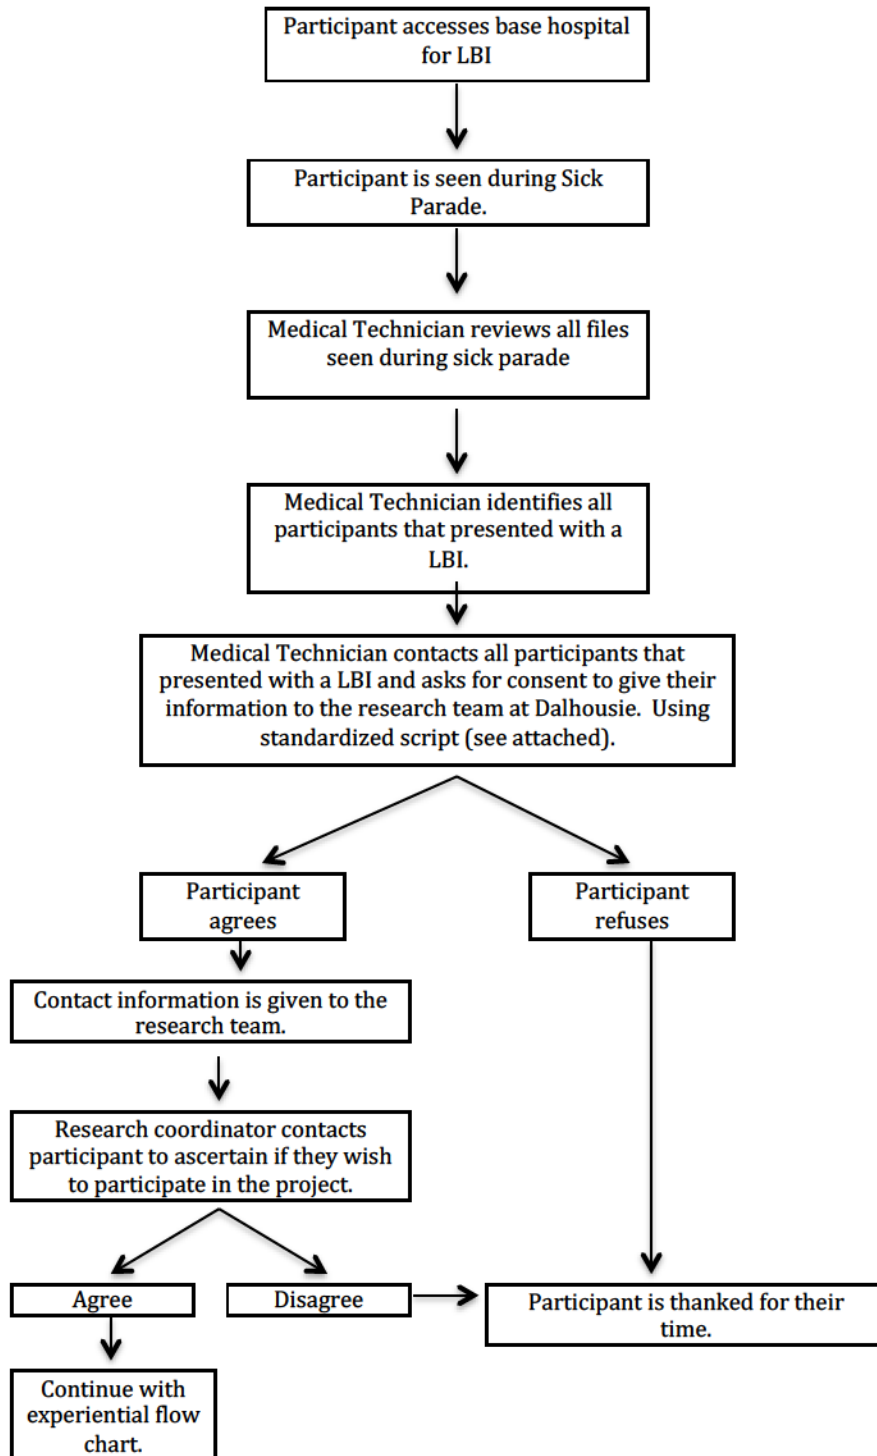 Participant accesses base hospital
for LBI
Participant is seen during Sick
Parade.
Medical Technician reviews all files
seen during sick parade
Medical Technician identifies all
participants that presented with a
LBI.
Medical Technician contacts all participants that
presented with a LBI and asks for consent to give their
information to the research team at Dalhousie.  Using
standardized script (see attached).
Participant
agrees
Participant
refuses
Contact information is given to the
research team.
Research coordinator contacts
participant to ascertain if they wish
to participate in the project.
Agree
Disagree
Participant is thanked for their
time.
Continue with
experiential flow
chart.